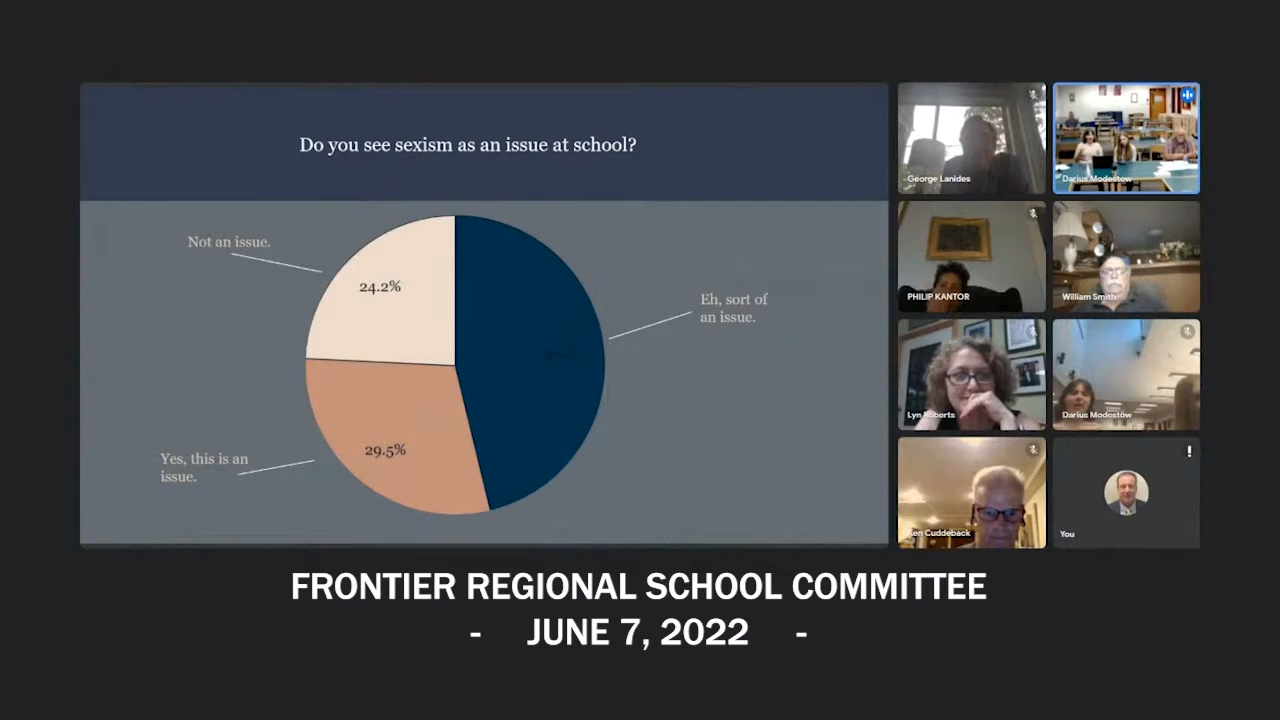 Do you see sexism as an issue at school?
Not an issue.
24.2%
Eh, sort of
an issue.
Yes, this is an
issue.
29.5%
George Lanides
Darius Modestow
PHILIP KANTOR
William Smith
Lyn Roberts
Darius Modestow
Ken Cuddeback
You
FRONTIER REGIONAL SCHOOL COMMITTEE
- JUNE 7, 2022 -